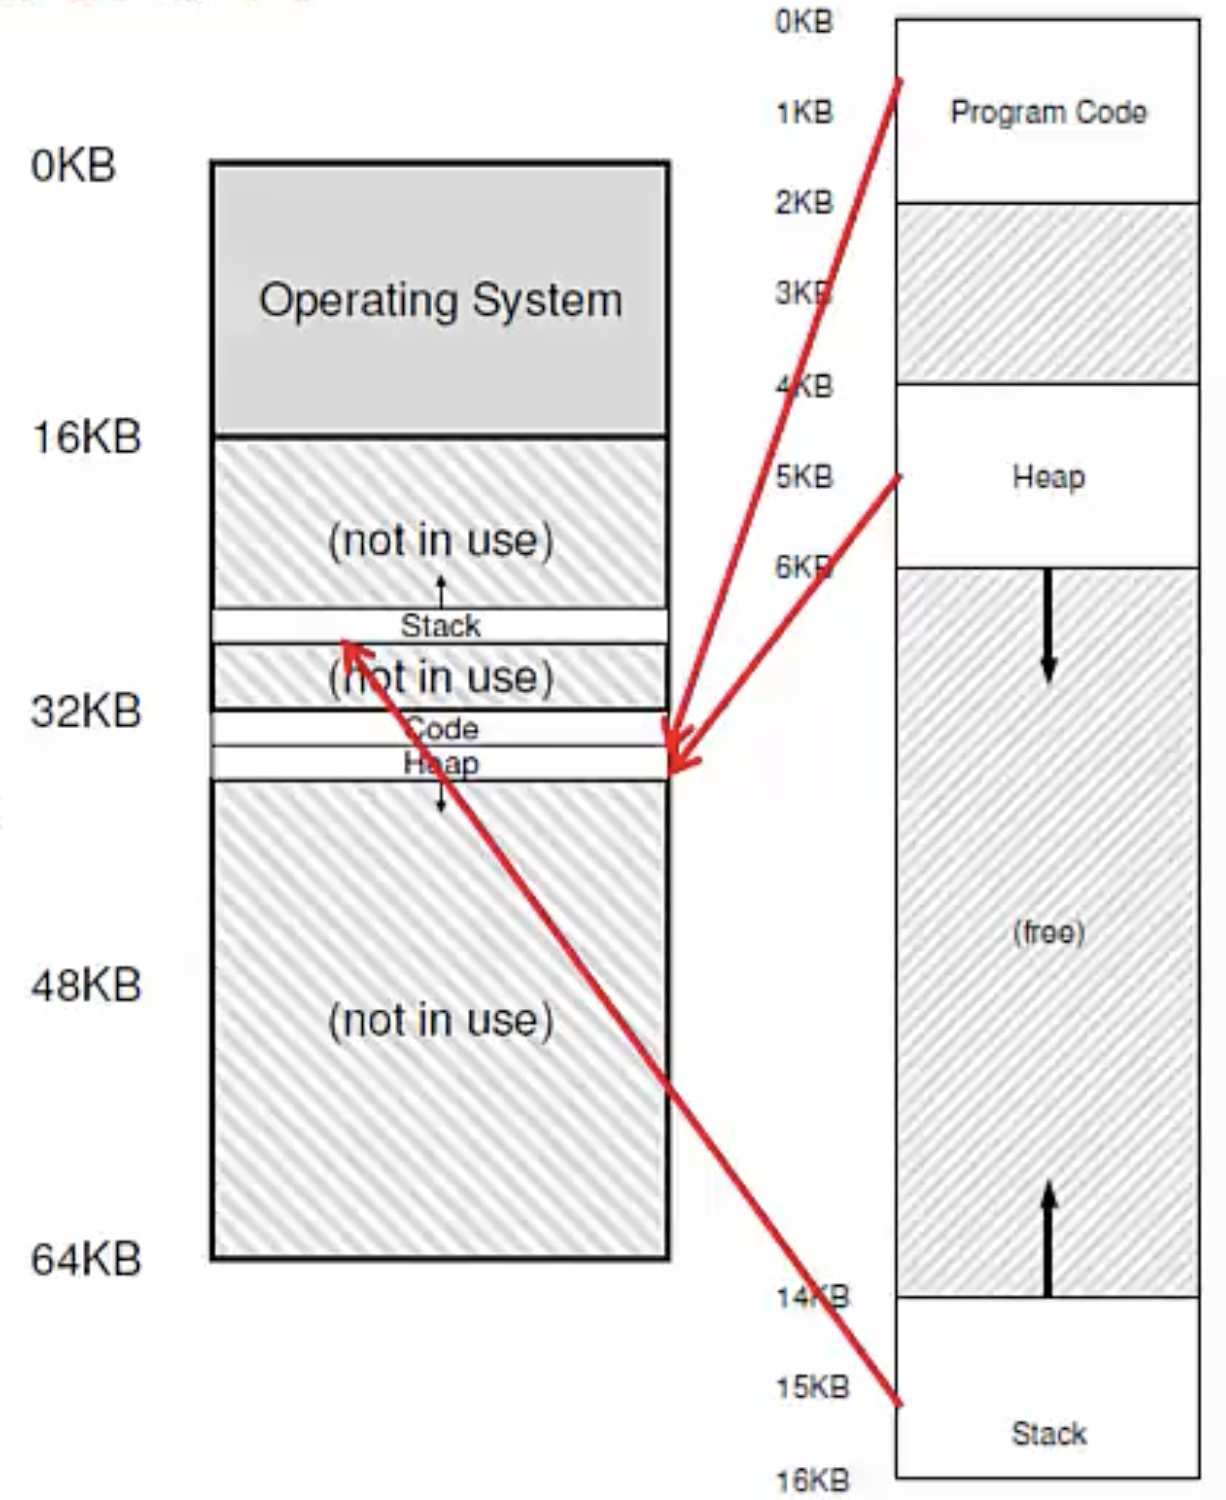 0KB
Operating System
16KB
(not in use)
Stack
(not in use)
32KB
Code
Heap
48KB
(not in use)
64KB
0KB
1KB
Program Code
2KB
3KB
4KB
5KB
Heap
6KB
(free)
14KB
15KB
Stack
16KB